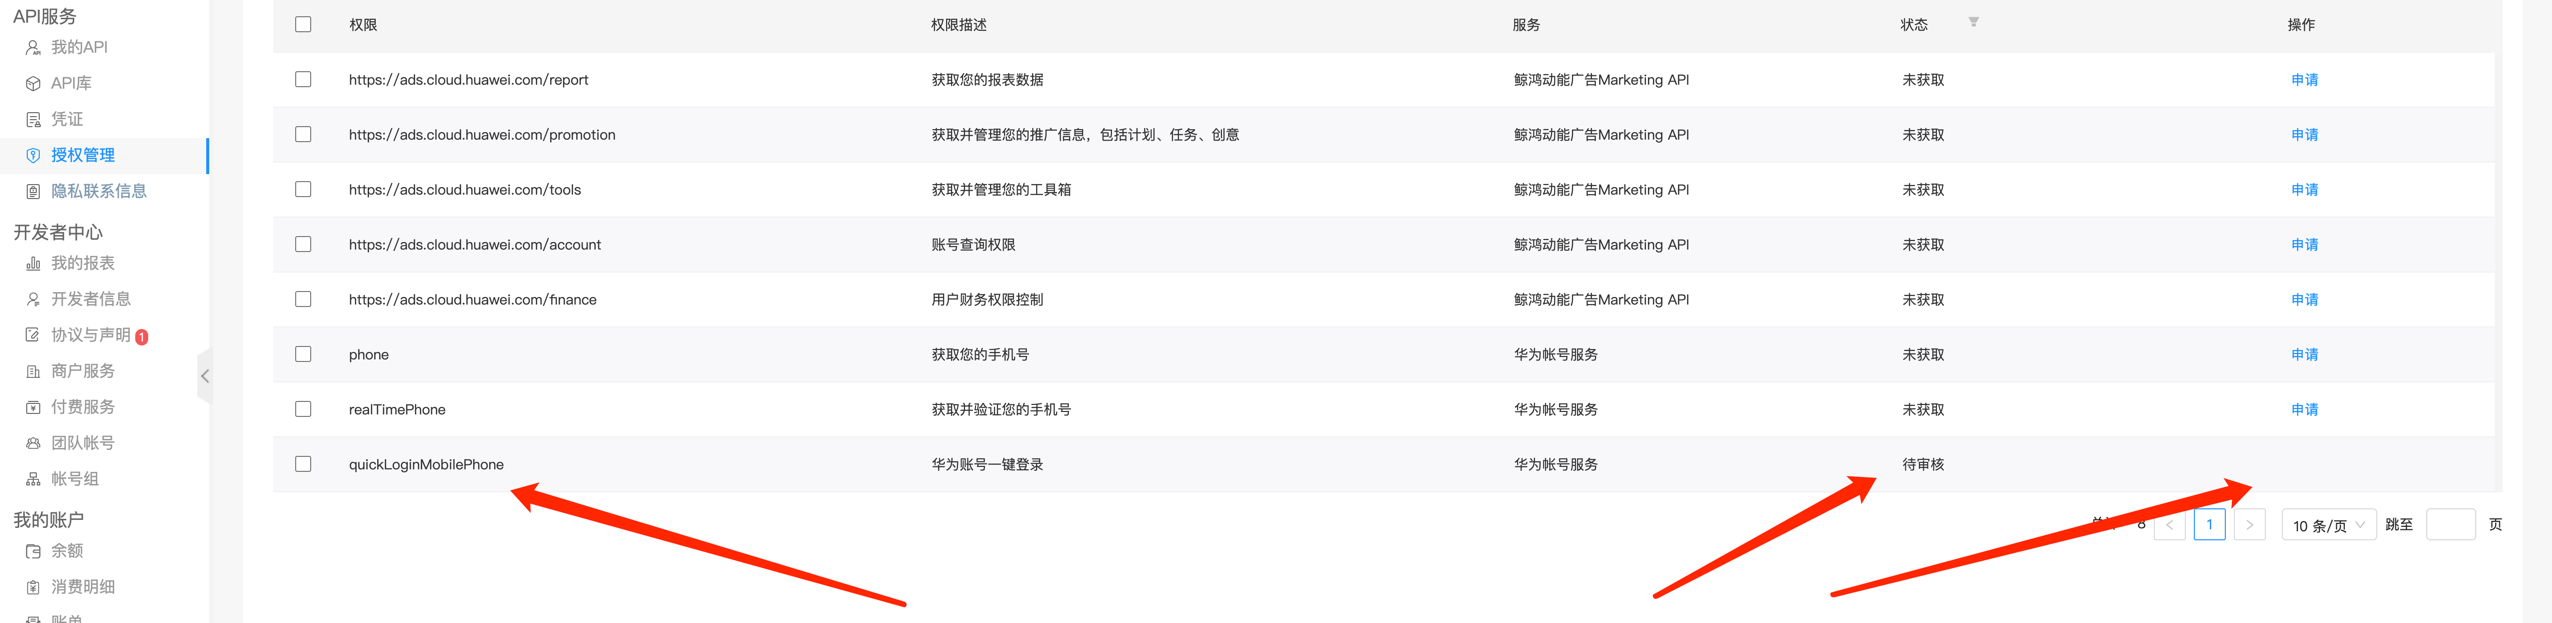 API服务
我的API
API库
凭证
授权管理
隐私联系信息
开发者中心
我的报表
开发者信息
协议与声明 1
商户服务
付费服务
团队帐号
帐号组
我的账户
余额
消费明细
账单
权限 权限描述 服务 状态 操作
https://ads.cloud.huawei.com/report 获取您的报表数据 鲸鸿动能广告Marketing API 未获取 申请
https://ads.cloud.huawei.com/promotion 获取并管理您的推广信息，包括计划、任务、创意 鲸鸿动能广告Marketing API 未获取 申请
https://ads.cloud.huawei.com/tools 获取并管理您的工具箱 鲸鸿动能广告Marketing API 未获取 申请
https://ads.cloud.huawei.com/account 账号查询权限 鲸鸿动能广告Marketing API 未获取 申请
https://ads.cloud.huawei.com/finance 用户财务权限控制 鲸鸿动能广告Marketing API 未获取 申请
phone 获取您的手机号 华为帐号服务 未获取 申请
realTimePhone 获取并验证您的手机号 华为帐号服务 未获取 申请
quickLoginMobilePhone 华为账号一键登录 华为帐号服务 待审核
8 < 1 > 10 条/页 跳至 页